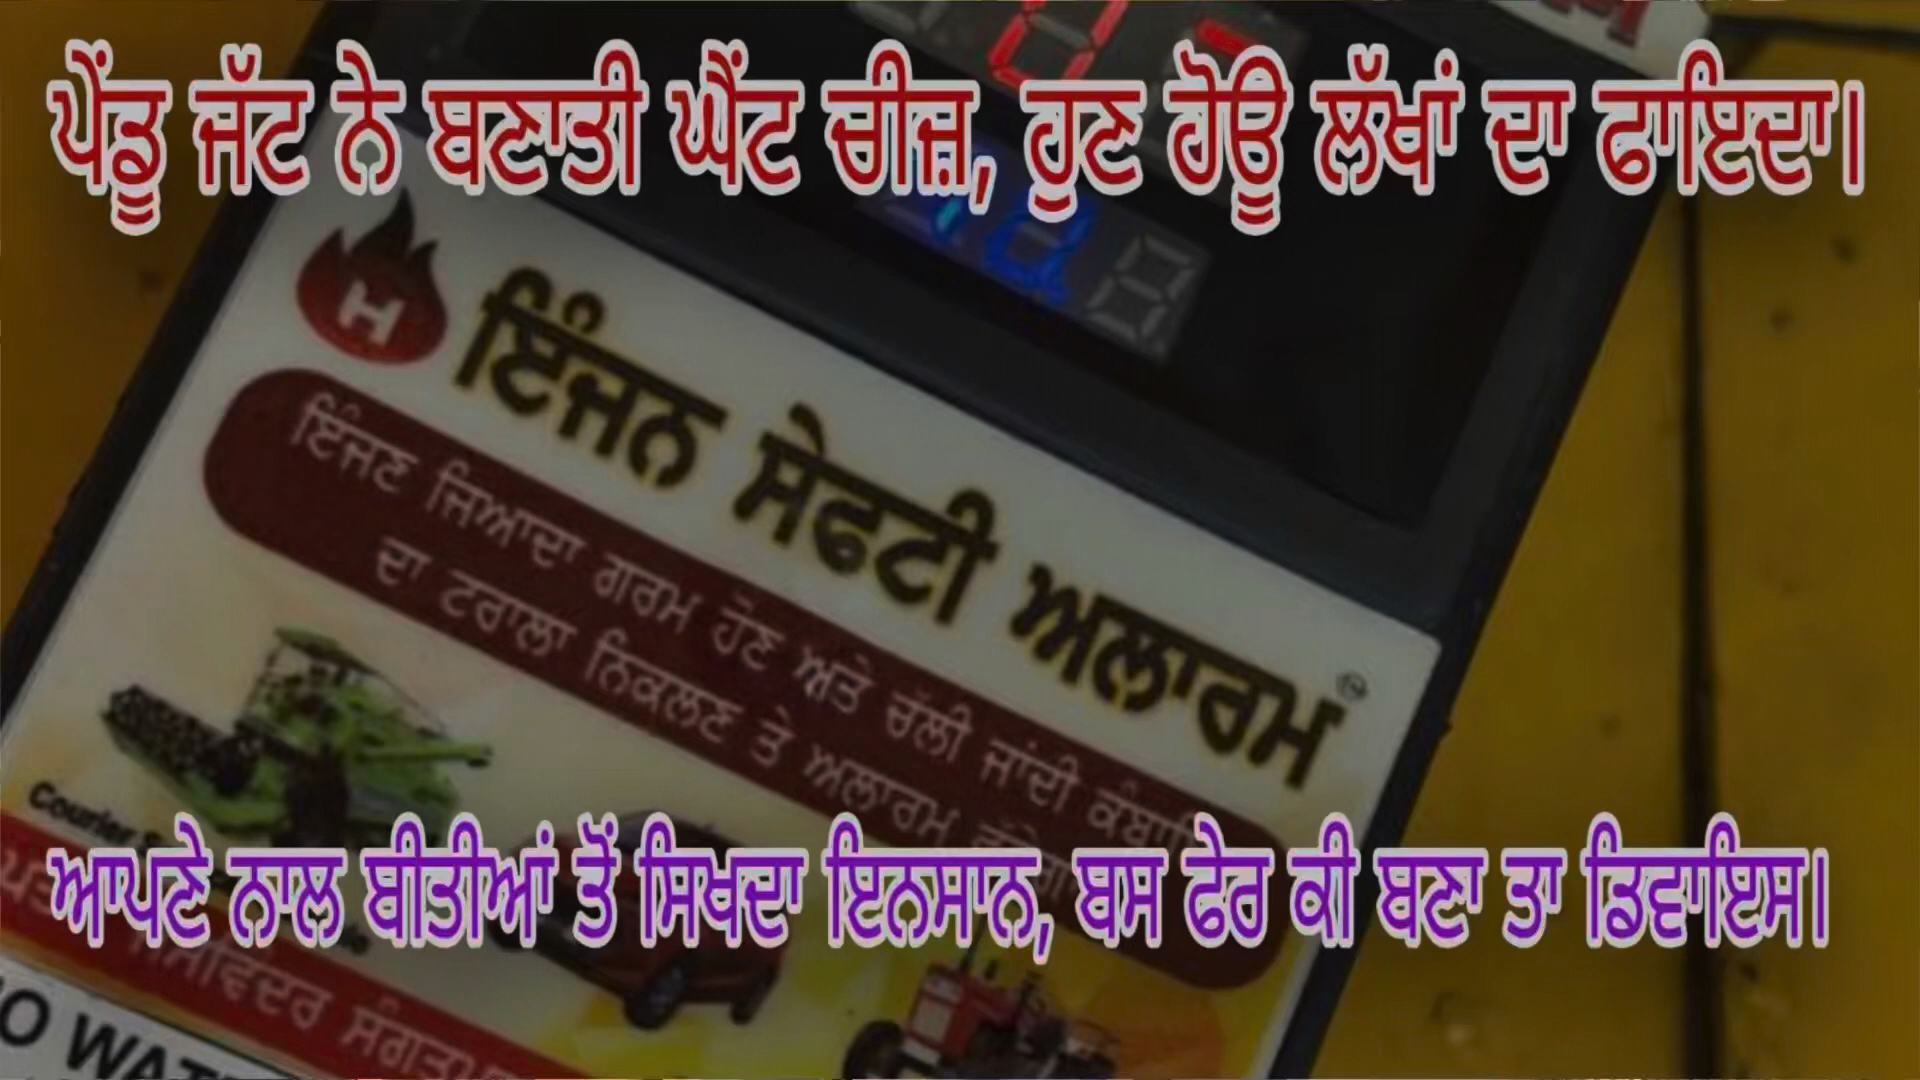 ਪੇਂਡੂ ਜੱਟ ਨੇ ਬਣਾਤੀ ਘੈਂਟ ਚੀਜ਼, ਹੁਣ ਹੋਊ ਲੱਖਾਂ ਦਾ ਫਾਇਦਾ।
H
ਇੰਜਨ ਸੇਫਟੀ ਅਲਾਰਮ
ਇੰਜਣ ਜਿਆਦਾ ਗਰਮ ਹੋਣ ਅਤੇ ਚੱਲੀ ਜਾਂਦੀ
ਦਾ ਟਰਾਲਾ ਨਿਕਲਣ ਤੇ ਅਲਾਰਮ
Courier
ਆਪਣੇ ਨਾਲ ਬੀਤੀਆਂ ਤੋਂ ਸਿਖਦਾ ਇਨਸਾਨ, ਬਸ ਫੇਰ ਕੀ ਬਣਾ ਤਾ ਡਿਵਾਇਸ।